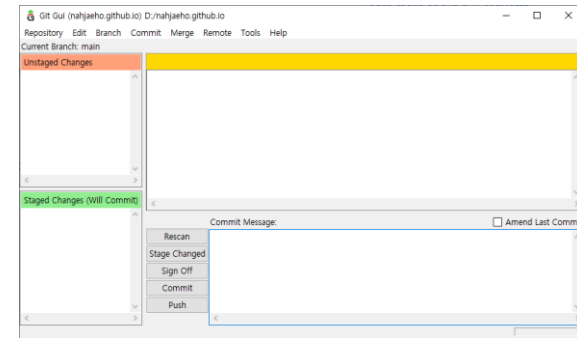 Git Gui (nahjaeho.github.io) D:/nahjaeho.github.io
Repository Edit Branch Commit Merge Remote Tools Help
Current Branch: main
Unstaged Changes
Staged Changes (Will Commit)
Commit Message:
Amend Last Comm
Rescan
Stage Changed
Sign Off
Commit
Push